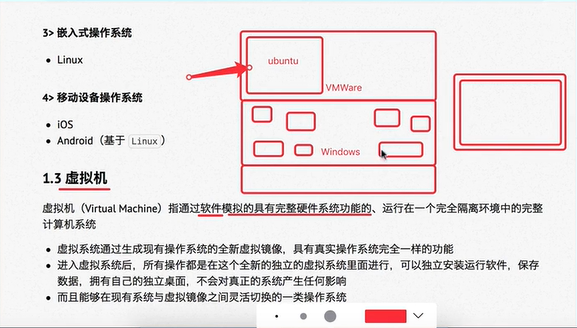 3> 嵌入式操作系统
Linux
4> 移动设备操作系统
iOS
Android（基于 Linux ）
ubuntu
VMWare
Windows
1.3 虚拟机
虚拟机（Virtual Machine）指通过软件模拟的具有完整硬件系统功能的、运行在一个完全隔离环境中的完整
计算机系统
虚拟系统通过生成现有操作系统的全新虚拟镜像，具有真实操作系统完全一样的功能
进入虚拟系统后，所有操作都是在这个全新的独立的虚拟系统里面进行，可以独立安装运行软件，保存
数据，拥有自己的独立桌面，不会对真正的系统产生任何影响
而且能够在现有系统与虚拟镜像之间灵活切换的一类操作系统